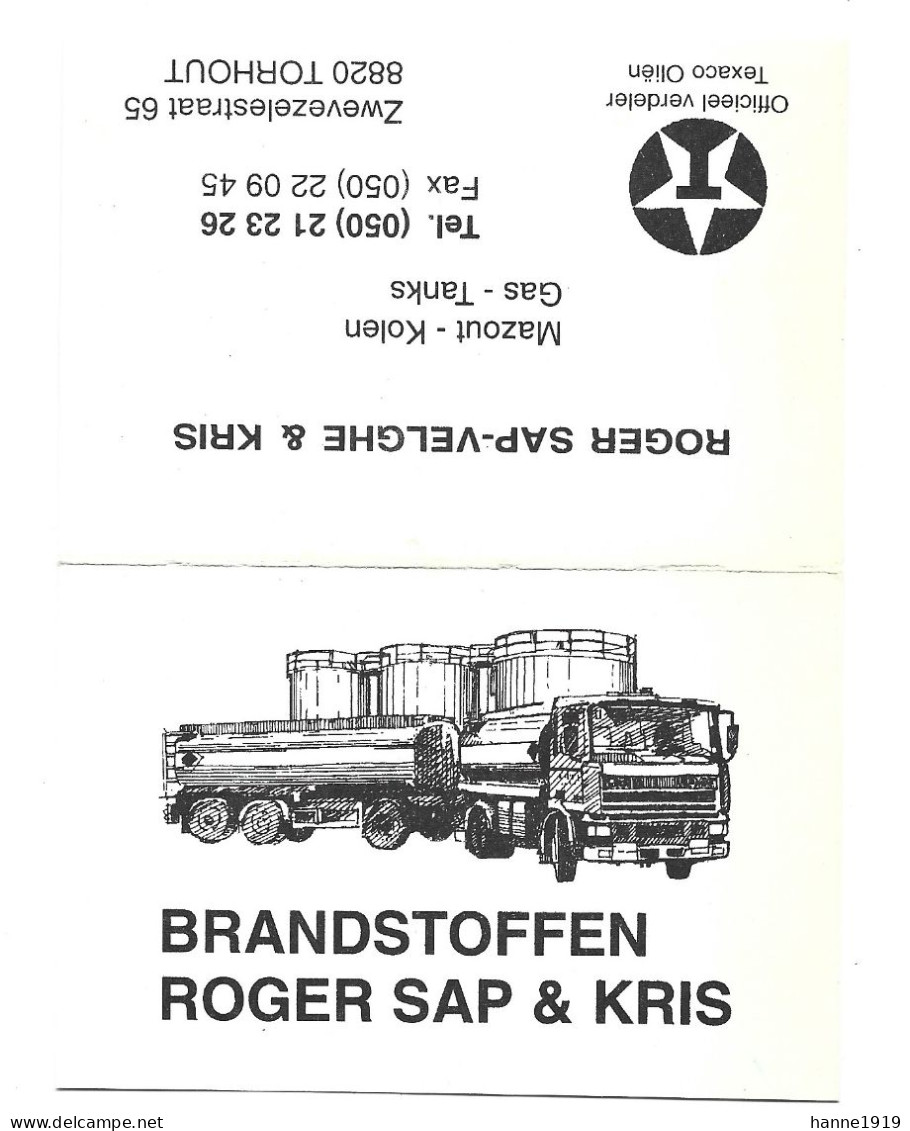 ROGER SAP-VELGHE & KRIS
Mazout - Kolen
Gas - Tanks
Tel. (050) 21 23 26
Fax (050) 22 09 45
T
Officieel verdeler
Texaco Oliën
Zwevezelestraat 65
8820 TORHOUT
BRANDSTOFFEN
ROGER SAP & KRIS
www.delcampe.net
hanne1919